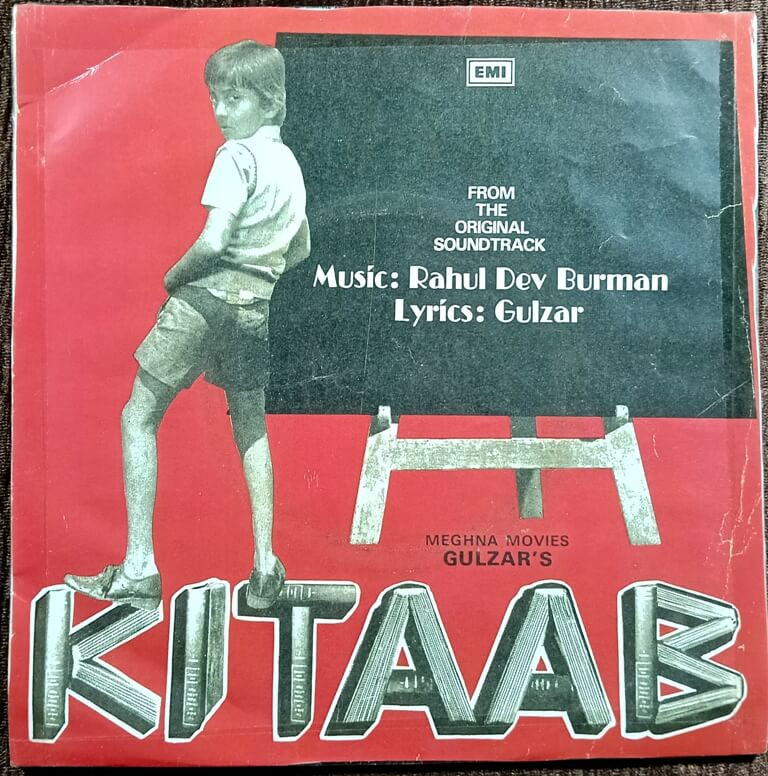 EMI
FROM
THE
ORIGINAL
SOUNDTRACK
Music: Rahul Dev Burman
Lyrics: Gulzar
MEGHNA MOVIES
GULZAR'S
KITAAB